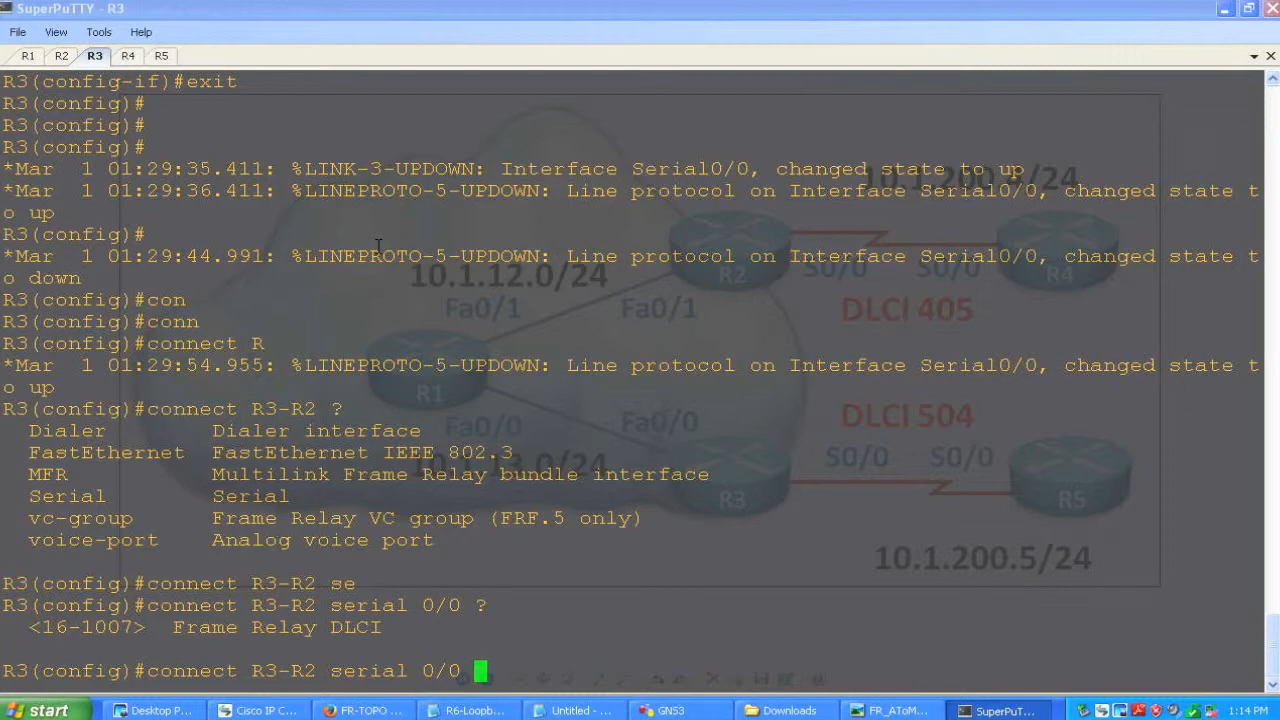 SuperPuTTY - R3
File View Tools Help
R1 R2 R3 R4 R5
R3(config-if)#exit
R3(config)#
R3(config)#
R3(config)#
*Mar  1 01:29:35.411: %LINK-3-UPDOWN: Interface Serial0/0, changed state to up
*Mar  1 01:29:36.411: %LINEPROTO-5-UPDOWN: Line protocol on Interface Serial0/0, changed state t
o up
R3(config)#
*Mar  1 01:29:44.991: %LINEPROTO-5-UPDOWN: Line protocol on Interface Serial0/0, changed state t
o down
R3(config)#con
R3(config)#conn
R3(config)#connect R
*Mar  1 01:29:54.955: %LINEPROTO-5-UPDOWN: Line protocol on Interface Serial0/0, changed state t
o up
R3(config)#connect R3-R2 ?
Dialer Dialer interface
FastEthernet FastEthernet IEEE 802.3
MFR Multilink Frame Relay bundle interface
Serial Serial
vc-group Frame Relay VC group (FRF.5 only)
voice-port Analog voice port
R3(config)#connect R3-R2 se
R3(config)#connect R3-R2 serial 0/0 ?
<16-1007> Frame Relay DLCI
R3(config)#connect R3-R2 serial 0/0
10.1.12.0/24
R2
S0/0 S0/0
R4
Fa0/1 Fa0/1
DLCI 405
R1
Fa0/0 Fa0/0
DLCI 504
10.1.13.0/24
S0/0 S0/0
R3
R5
10.1.200.5/24
start Desktop P... Cisco IP C... FR-TOPO ... R6-Loopb... Untitled - ... GNS3 Downloads FR_AToM... SuperPuT... 1:14 PM